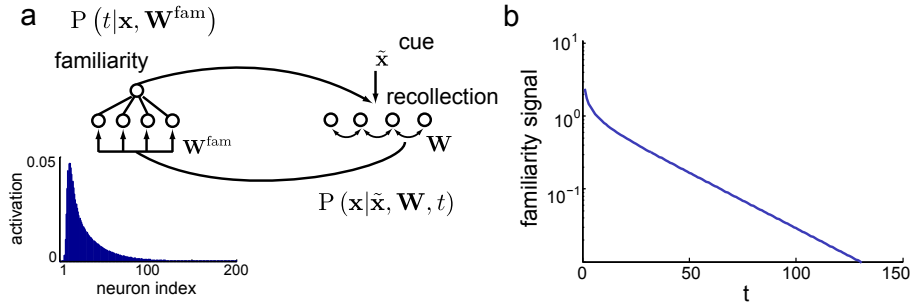 a
P (t|x, W^fam)
familiarity
cue
x̃
recollection
W^fam
W
P (x|x̃, W, t)
activation
0.05
0
1
100
200
neuron index
b
familiarity signal
10^1
10^0
10^-1
0
50
100
150
t